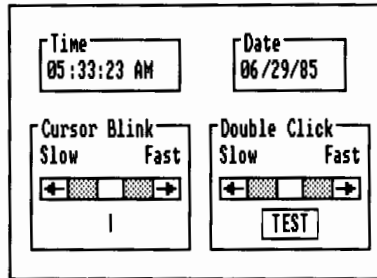 Time
05:33:23 AM
Date
06/29/85
Cursor Blink
Slow Fast
Double Click
Slow Fast
TEST